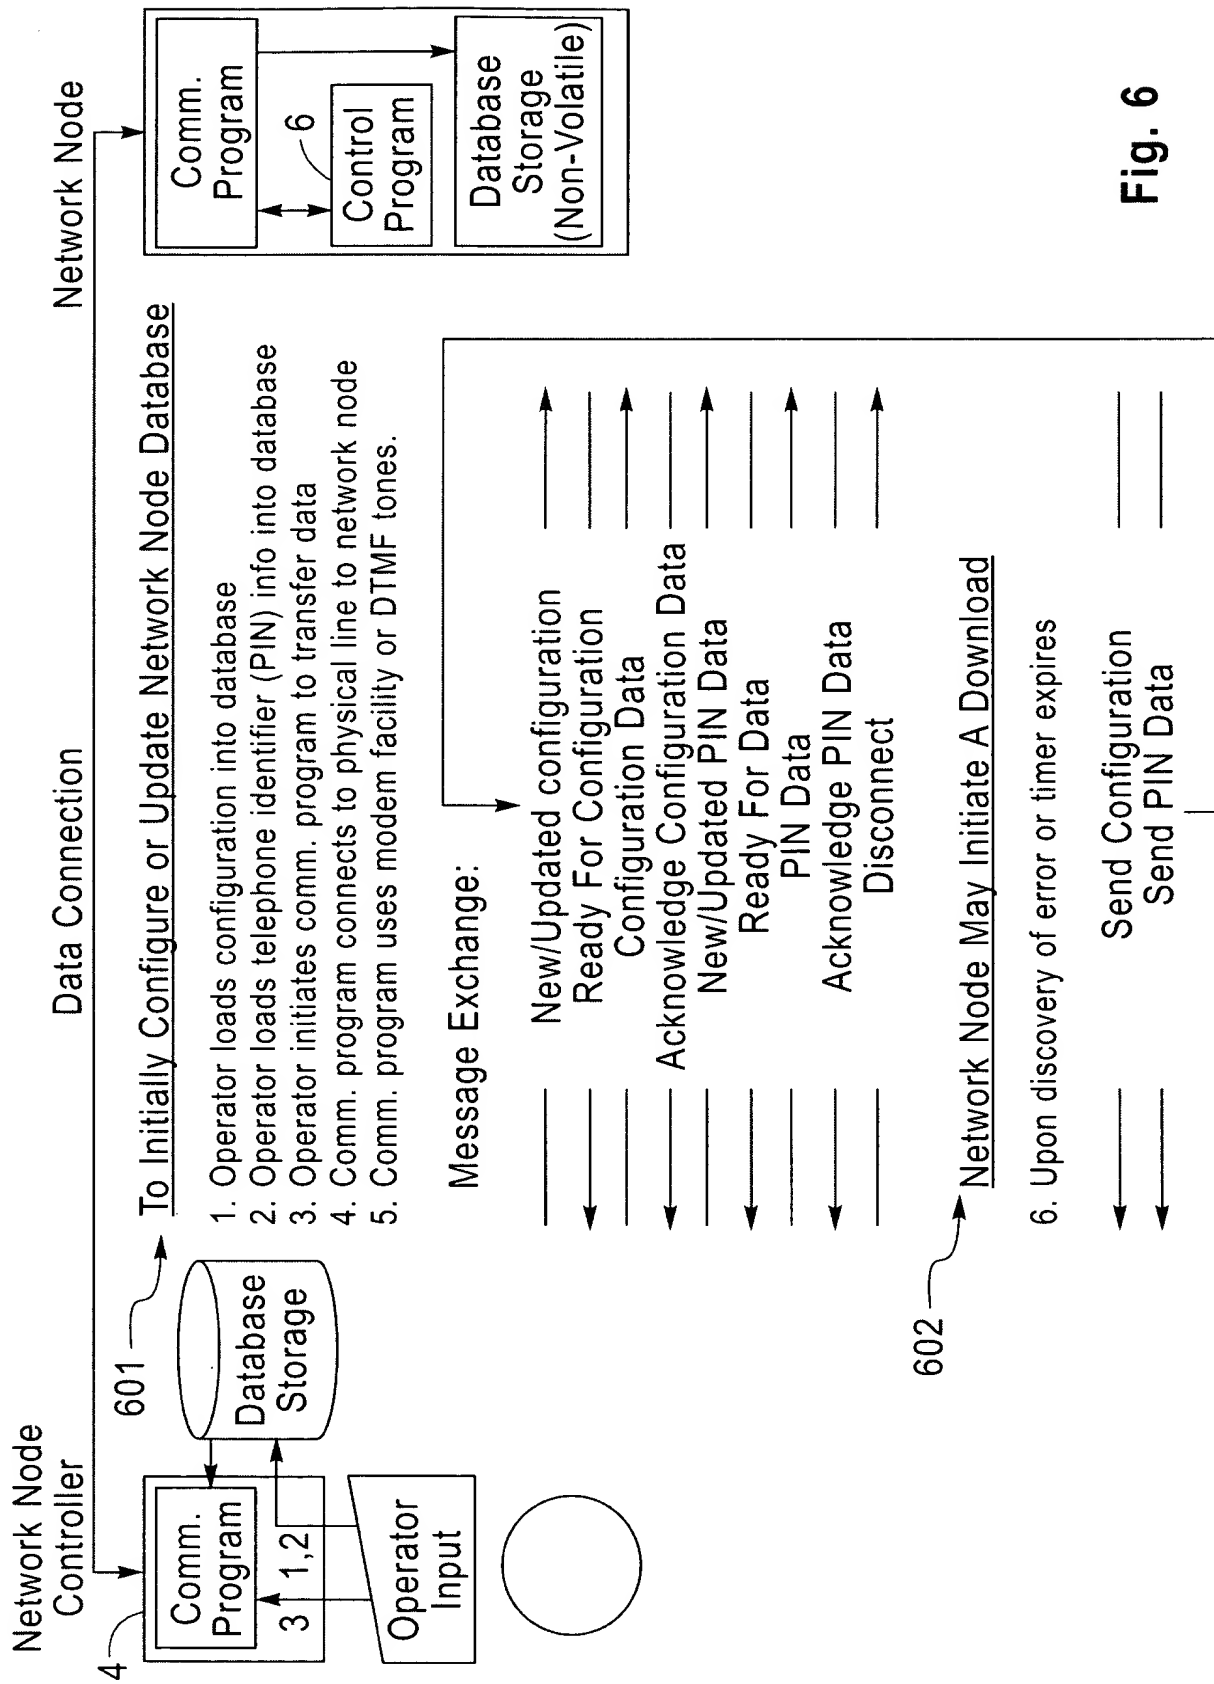 Network Node
Controller
Data Connection
Network Node
4
Comm.
Program
3
1,2
Operator
Input
Database
Storage
601
To Initially Configure or Update Network Node Database
1. Operator loads configuration into database
2. Operator loads telephone identifier (PIN) info into database
3. Operator initiates comm. program to transfer data
4. Comm. program connects to physical line to network node
5. Comm. program uses modem facility or DTMF tones.
Comm.
Program
6
Control
Program
Database
Storage
(Non-Volatile)
Message Exchange:
New/Updated configuration
Ready For Configuration
Configuration Data
Acknowledge Configuration Data
New/Updated PIN Data
Ready For Data
PIN Data
Acknowledge PIN Data
Disconnect
602
Network Node May Initiate A Download
6. Upon discovery of error or timer expires
Send Configuration
Send PIN Data
Fig. 6